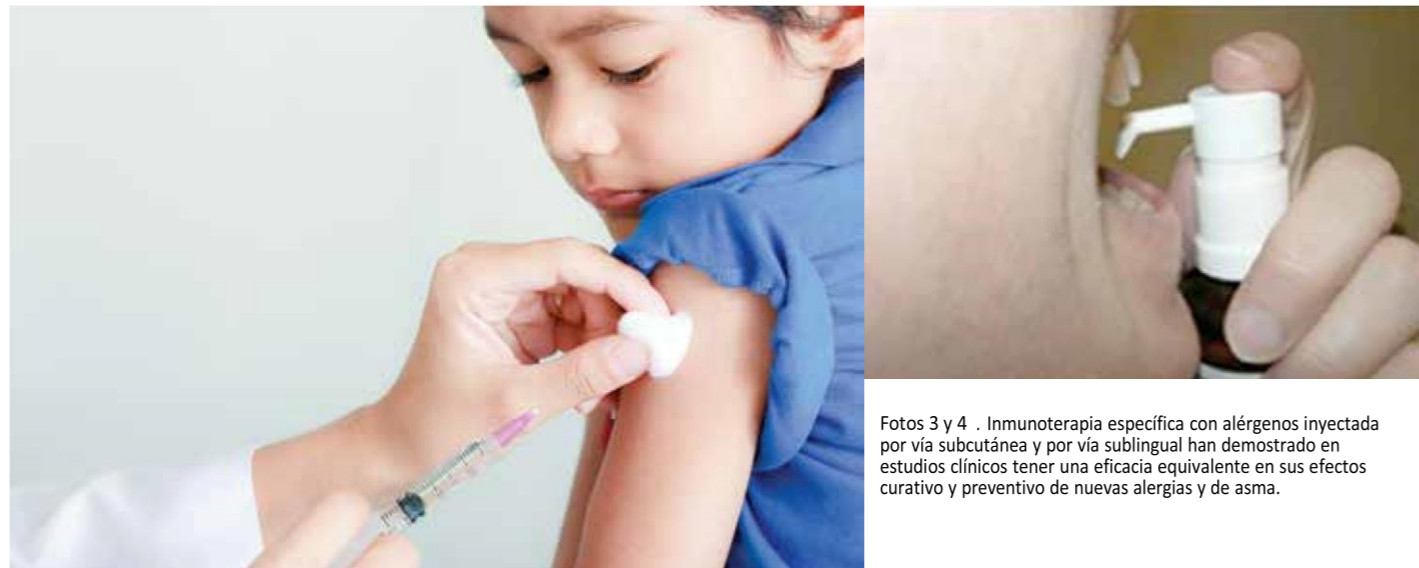 Fotos 3 y 4 . Inmunoterapia específica con alérgenos inyectada
por vía subcutánea y por vía sublingual han demostrado en
estudios clínicos tener una eficacia equivalente en sus efectos
curativo y preventivo de nuevas alergias y de asma.